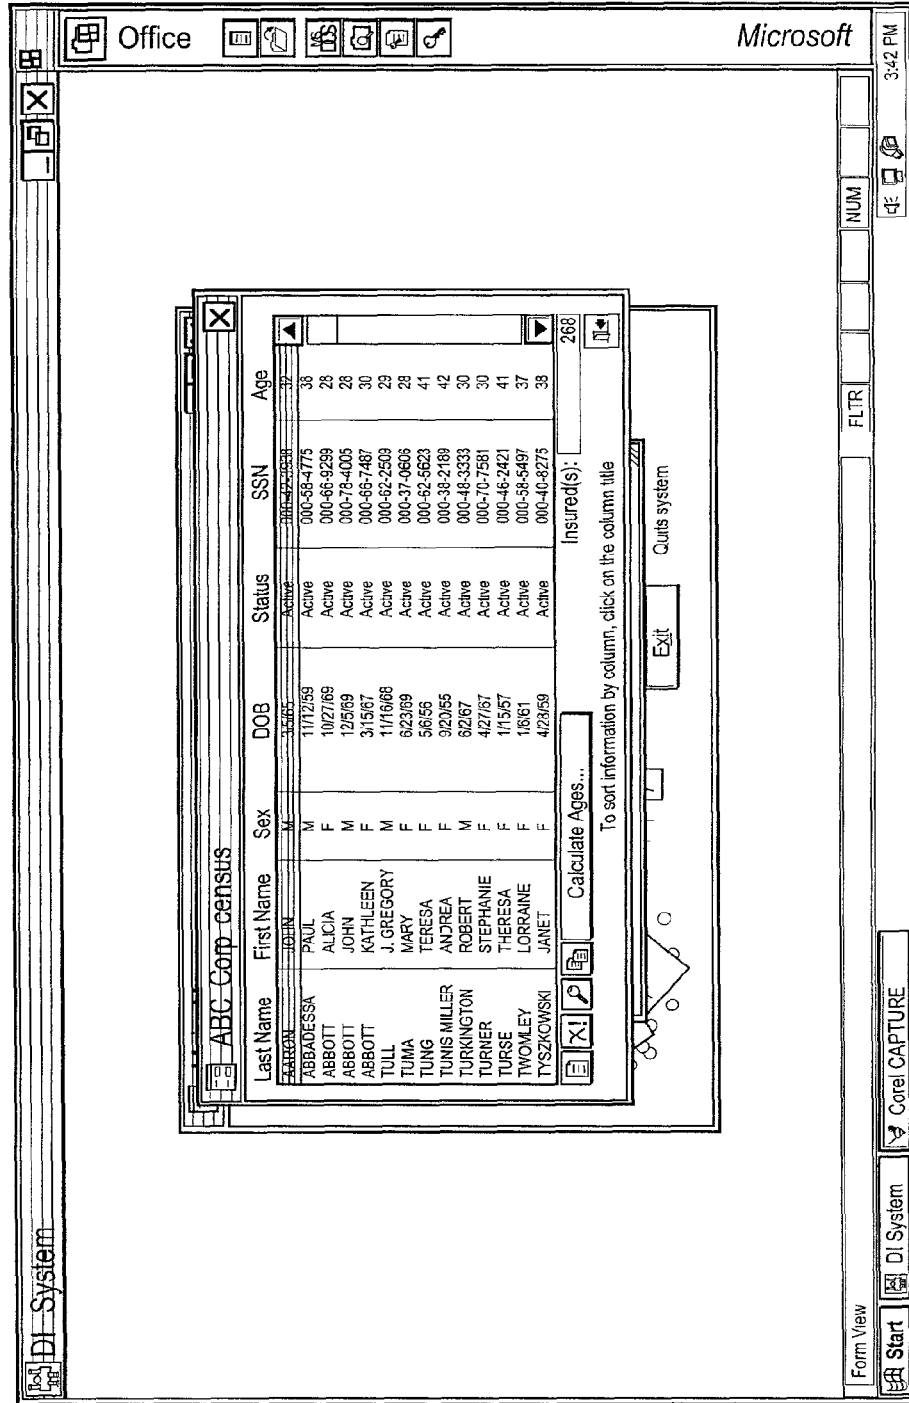 DI System
Office
MS
Microsoft
ABC Corp census
Last Name First Name Sex DOB Status SSN Age
AARON JOHN M 3/5/65 Active 32
ABBADESSA PAUL M 11/12/59 Active 000-58-4775 38
ABBOTT ALICIA F 10/27/69 Active 000-66-9299 28
ABBOTT JOHN M 12/5/69 Active 000-78-4005 28
ABBOTT KATHLEEN F 3/15/67 Active 000-66-7487 30
TULL J. GREGORY M 11/16/68 Active 000-62-2509 29
TUMA MARY F 6/23/69 Active 000-37-0606 28
TUNG TERESA F 5/6/56 Active 000-62-5623 41
TUNIS MILLER ANDREA F 9/20/55 Active 000-38-2189 42
TURKINGTON ROBERT M 6/2/67 Active 000-48-3333 30
TURNER STEPHANIE F 4/27/67 Active 000-70-7581 30
TURSE THERESA F 1/15/57 Active 000-46-2421 41
TWOMLEY LORRAINE F 1/6/61 Active 000-58-5497 37
TYSZKOWSKI JANET F 4/28/59 Active 000-40-8275 38
Calculate Ages... Insured(s): 268
To sort information by column, click on the column title
Exit Quits system
Form View FLTR NUM
Start DI System Corel CAPTURE 3:42 PM